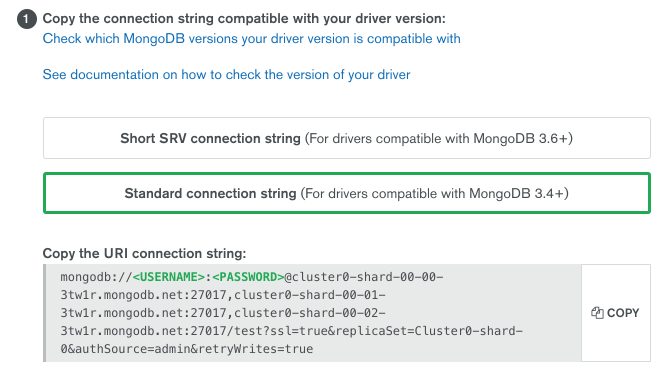 1 Copy the connection string compatible with your driver version:
Check which MongoDB versions your driver version is compatible with
See documentation on how to check the version of your driver
Short SRV connection string (For drivers compatible with MongoDB 3.6+)
Standard connection string (For drivers compatible with MongoDB 3.4+)
Copy the URI connection string:
mongodb://<USERNAME>:<PASSWORD>@cluster0-shard-00-00-
3tw1r.mongodb.net:27017,cluster0-shard-00-01-
3tw1r.mongodb.net:27017,cluster0-shard-00-02-
3tw1r.mongodb.net:27017/test?ssl=true&replicaSet=Cluster0-shard-
0&authSource=admin&retryWrites=true
COPY